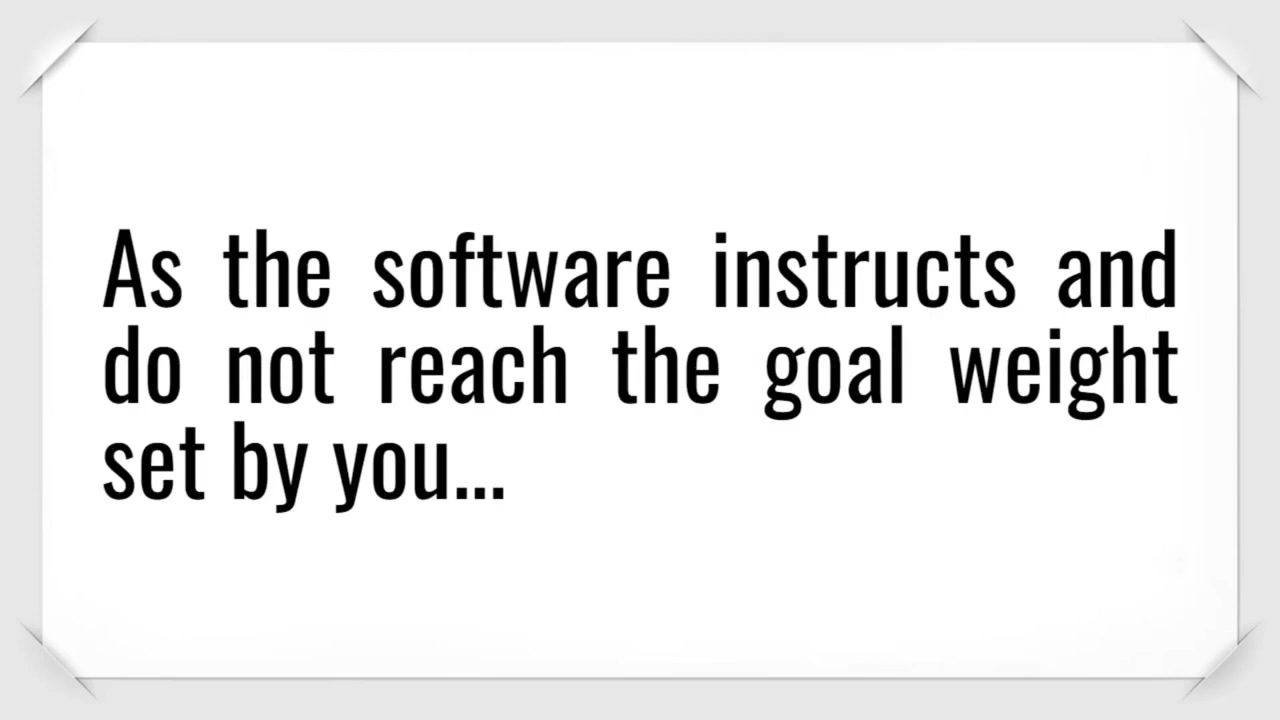 As the software instructs and
do not reach the goal weight
set by you...